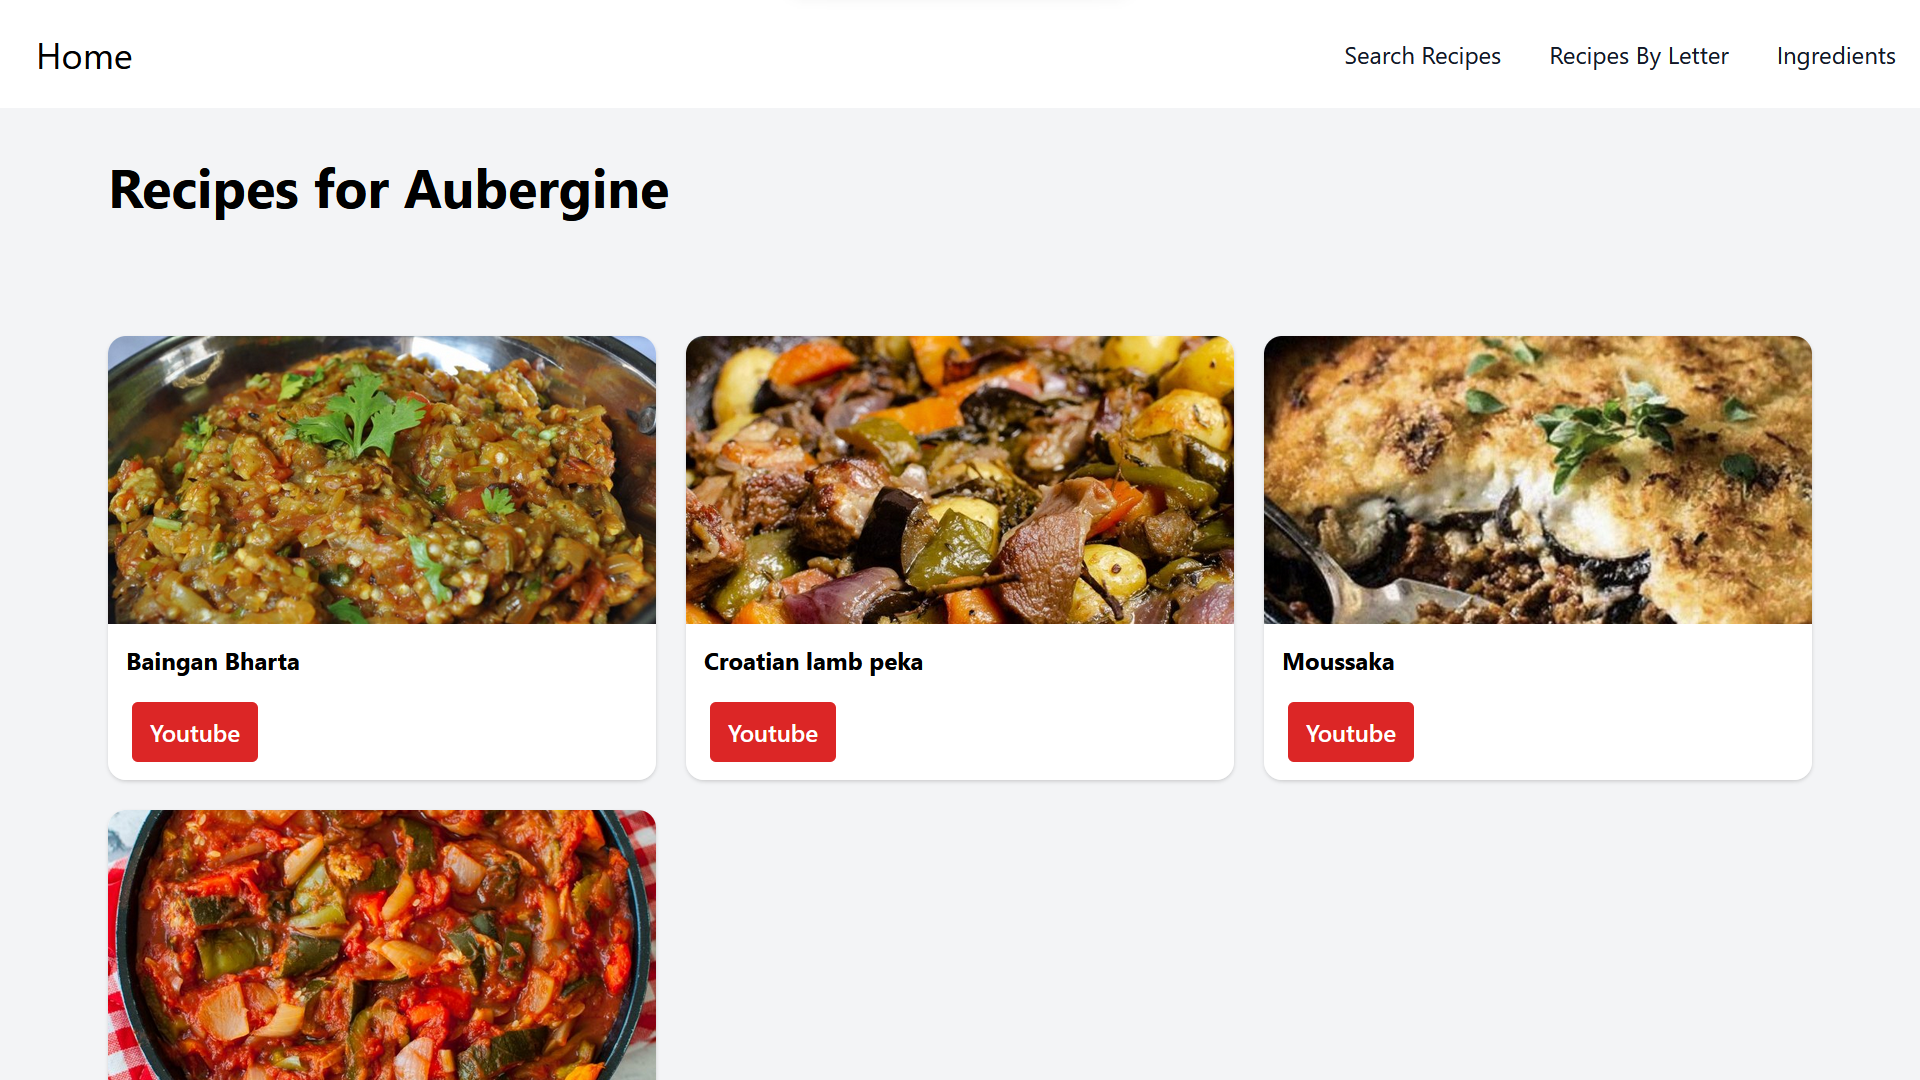 Home
Search Recipes
Recipes By Letter
Ingredients
Recipes for Aubergine
Baingan Bharta
Youtube
Croatian lamb peka
Youtube
Moussaka
Youtube